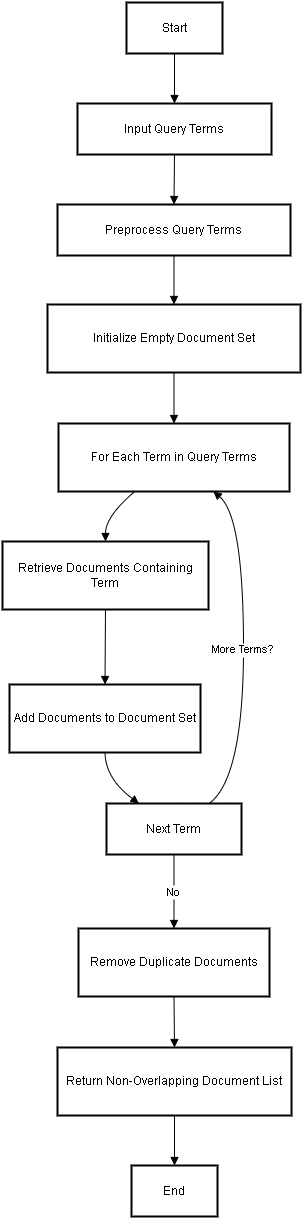 Start
Input Query Terms
Preprocess Query Terms
Initialize Empty Document Set
For Each Term in Query Terms
Retrieve Documents Containing
Term
More Terms?
Add Documents to Document Set
Next Term
No
Remove Duplicate Documents
Return Non-Overlapping Document List
End